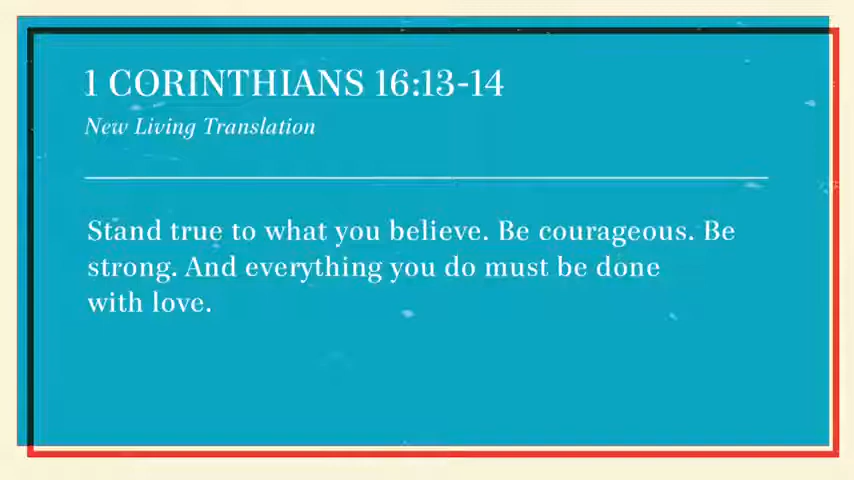 1 CORINTHIANS 16:13-14
New Living Translation
Stand true to what you believe. Be courageous. Be
strong. And everything you do must be done
with love.